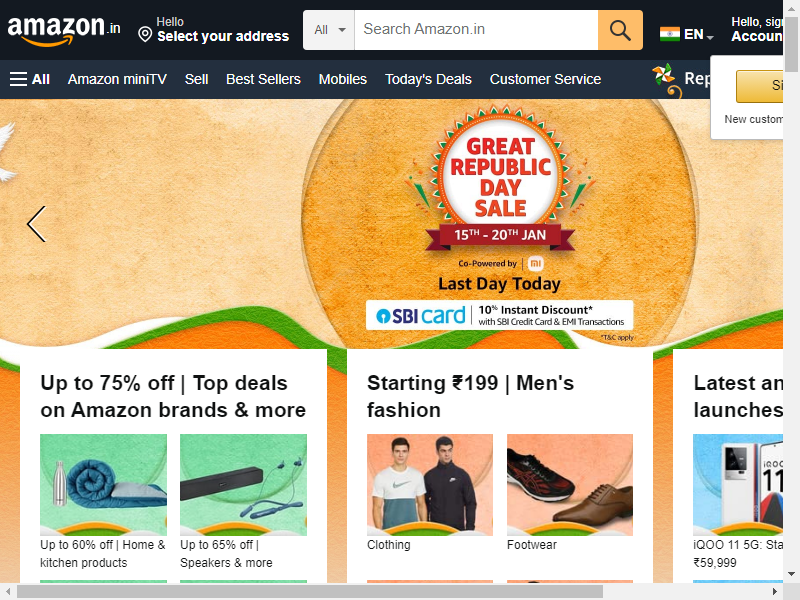 amazon.in
Hello
Select your address
All
Search Amazon.in
EN
Hello, sig
Accoun
All
Amazon miniTV
Sell
Best Sellers
Mobiles
Today's Deals
Customer Service
Rep
Si
New custom
GREAT
REPUBLIC
DAY
SALE
15TH - 20TH JAN
Co-Powered by
mi
Last Day Today
SBI card
10% Instant Discount*
with SBI Credit Card & EMI Transactions
*T&C apply
Up to 75% off | Top deals
on Amazon brands & more
Up to 60% off | Home &
kitchen products
Up to 65% off |
Speakers & more
Starting ₹199 | Men's
fashion
Clothing
Footwear
Latest an
launches
iQOO
11
iQOO 11 5G: Sta
₹59,999